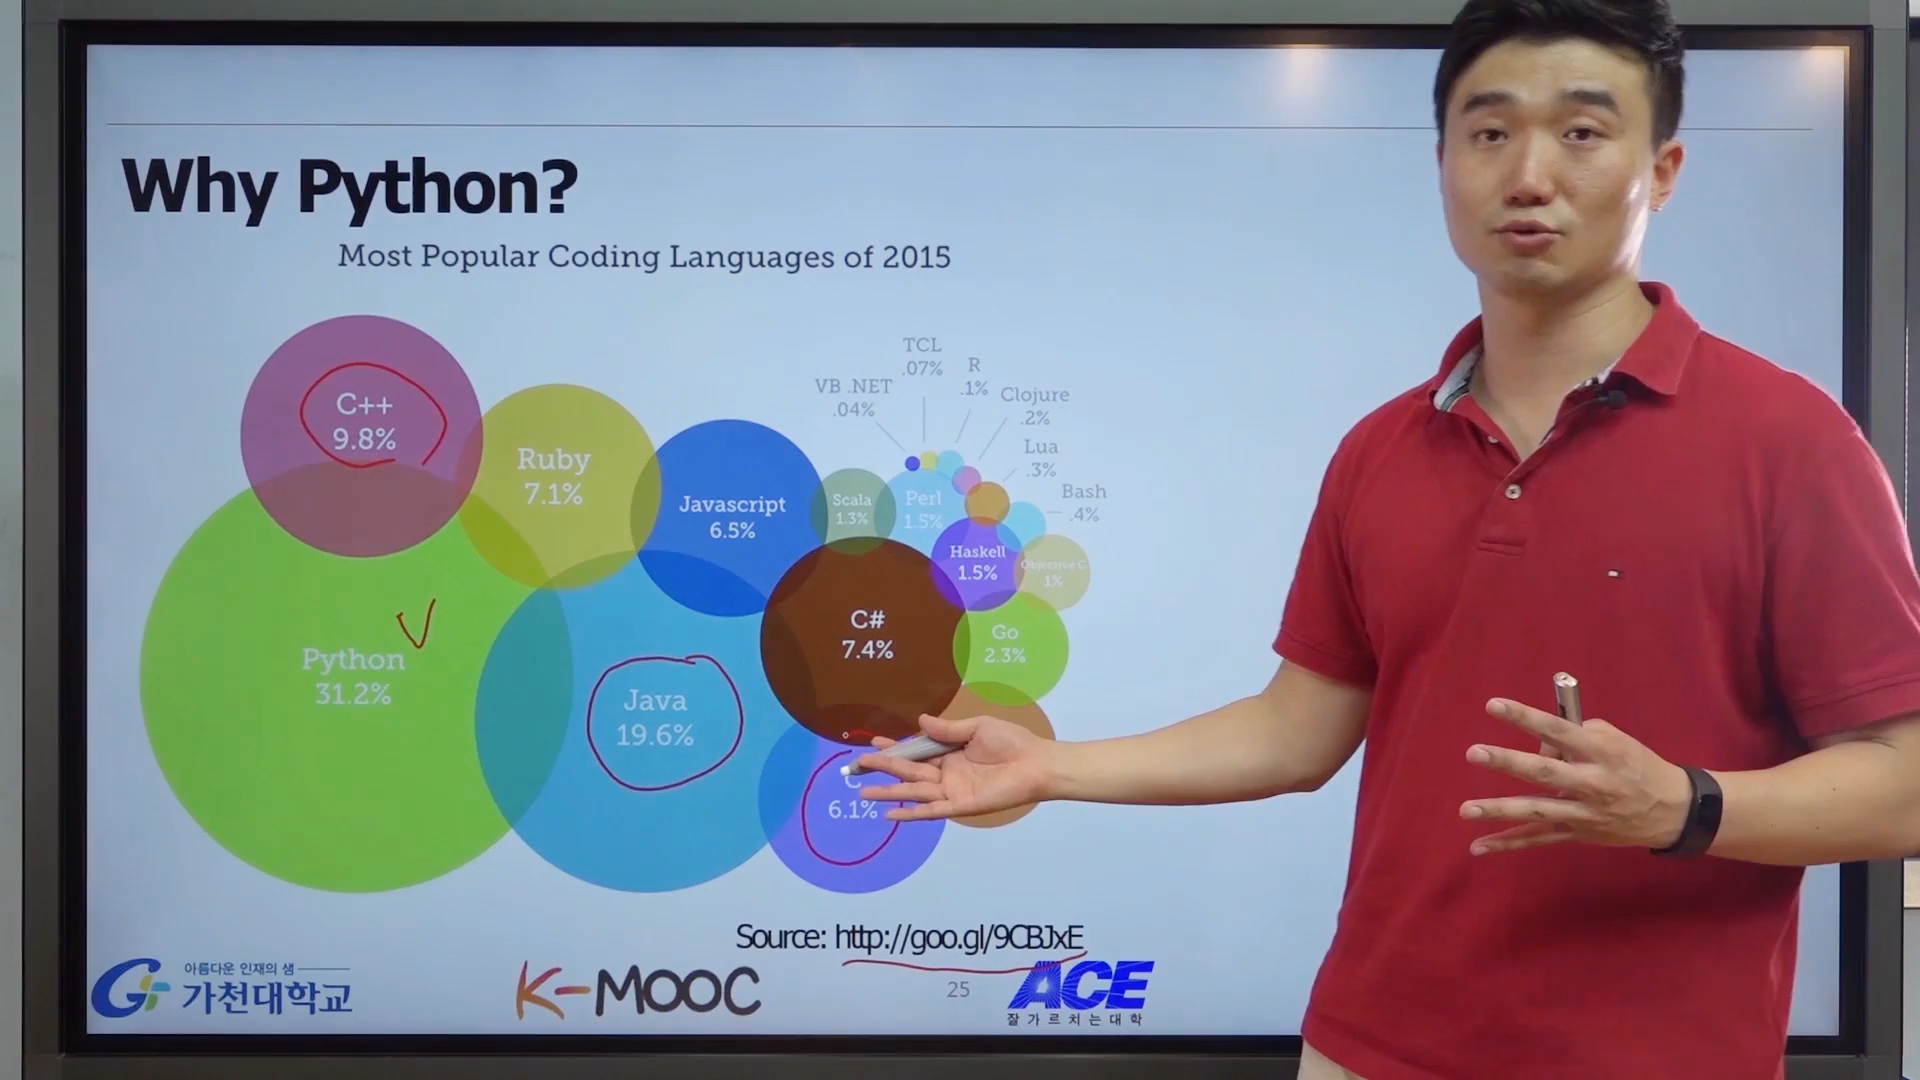 Why Python?
Most Popular Coding Languages of 2015
C++
9.8%
Ruby
7.1%
Javascript
6.5%
Scala
1.3%
Perl
1.5%
VB .NET
.04%
TCL
.07%
R
.1%
Clojure
.2%
Lua
.3%
Bash
.4%
Haskell
1.5%
Objective C
1%
Python
31.2%
Java
19.6%
C#
7.4%
Go
2.3%
C
6.1%
Source: http://goo.gl/9CBJxE
아름다운 인재의 샘
가천대학교
K-MOOC
25
ACE
잘가르치는대학